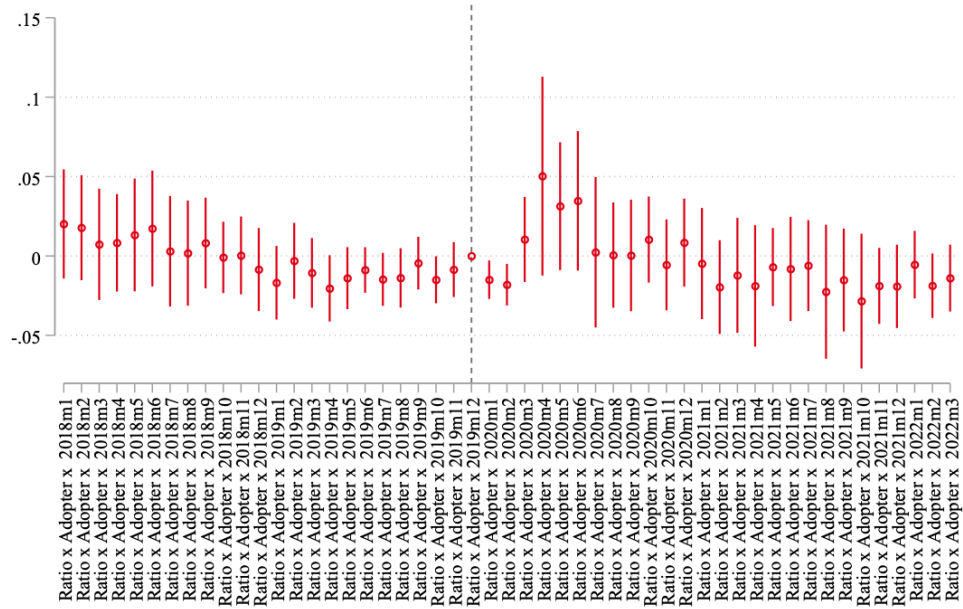 .15
.1
.05
0
-.05
Ratio x Adopter x 2018m1
Ratio x Adopter x 2018m2
Ratio x Adopter x 2018m3
Ratio x Adopter x 2018m4
Ratio x Adopter x 2018m5
Ratio x Adopter x 2018m6
Ratio x Adopter x 2018m7
Ratio x Adopter x 2018m8
Ratio x Adopter x 2018m9
Ratio x Adopter x 2018m10
Ratio x Adopter x 2018m11
Ratio x Adopter x 2018m12
Ratio x Adopter x 2019m1
Ratio x Adopter x 2019m2
Ratio x Adopter x 2019m3
Ratio x Adopter x 2019m4
Ratio x Adopter x 2019m5
Ratio x Adopter x 2019m6
Ratio x Adopter x 2019m7
Ratio x Adopter x 2019m8
Ratio x Adopter x 2019m9
Ratio x Adopter x 2019m10
Ratio x Adopter x 2019m11
Ratio x Adopter x 2019m12
Ratio x Adopter x 2020m1
Ratio x Adopter x 2020m2
Ratio x Adopter x 2020m3
Ratio x Adopter x 2020m4
Ratio x Adopter x 2020m5
Ratio x Adopter x 2020m6
Ratio x Adopter x 2020m7
Ratio x Adopter x 2020m8
Ratio x Adopter x 2020m9
Ratio x Adopter x 2020m10
Ratio x Adopter x 2020m11
Ratio x Adopter x 2020m12
Ratio x Adopter x 2021m1
Ratio x Adopter x 2021m2
Ratio x Adopter x 2021m3
Ratio x Adopter x 2021m4
Ratio x Adopter x 2021m5
Ratio x Adopter x 2021m6
Ratio x Adopter x 2021m7
Ratio x Adopter x 2021m8
Ratio x Adopter x 2021m9
Ratio x Adopter x 2021m10
Ratio x Adopter x 2021m11
Ratio x Adopter x 2021m12
Ratio x Adopter x 2022m1
Ratio x Adopter x 2022m2
Ratio x Adopter x 2022m3